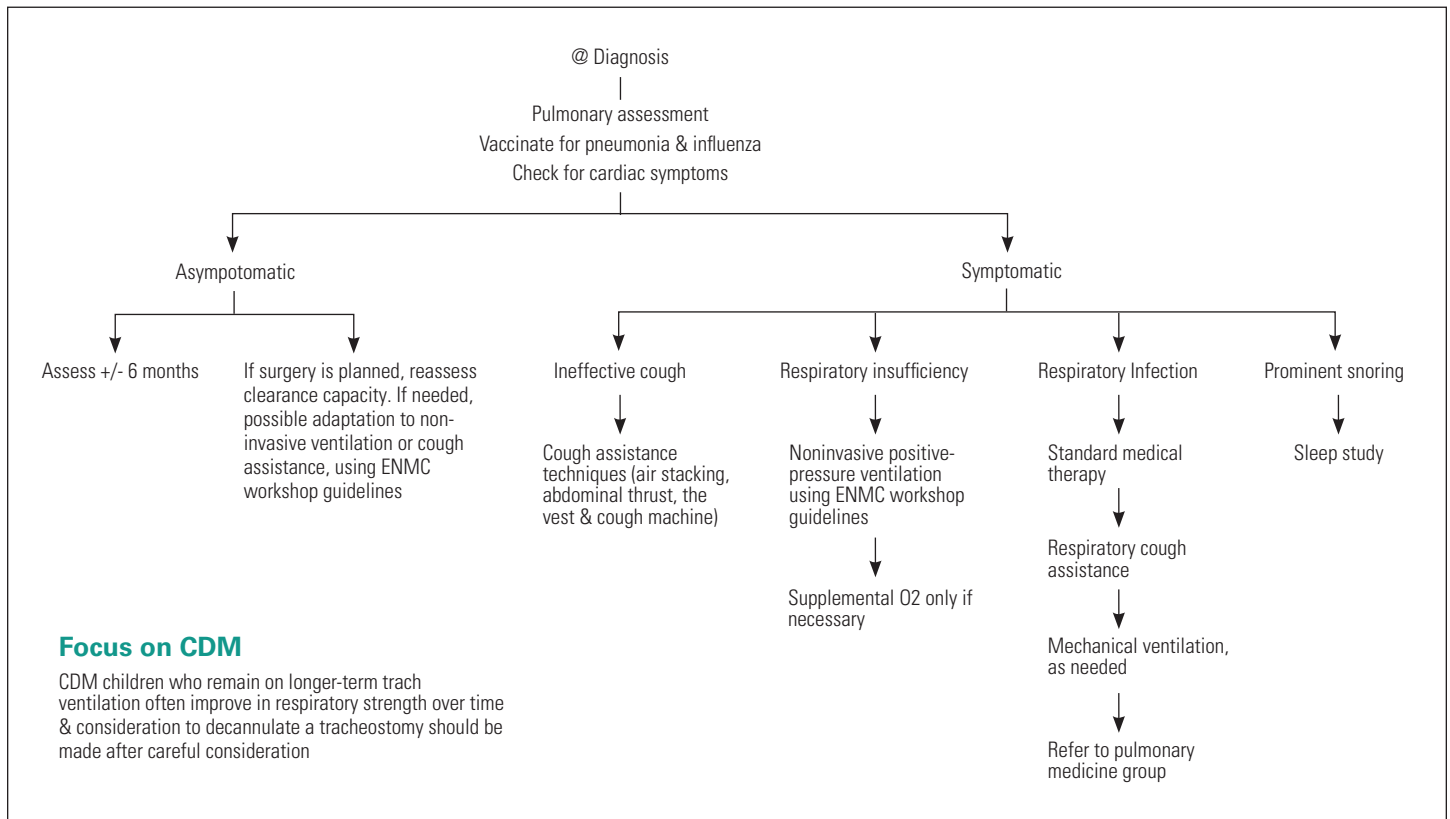 @ Diagnosis
Pulmonary assessment
Vaccinate for pneumonia & influenza
Check for cardiac symptoms
Asympotomatic
Symptomatic
Assess +/- 6 months
If surgery is planned, reassess
clearance capacity. If needed,
possible adaptation to non-
invasive ventilation or cough
assistance, using ENMC
workshop guidelines
Ineffective cough
Cough assistance
techniques (air stacking,
abdominal thrust, the
vest & cough machine)
Respiratory insufficiency
Noninvasive positive-
pressure ventilation
using ENMC workshop
guidelines
Supplemental O2 only if
necessary
Respiratory Infection
Standard medical
therapy
Respiratory cough
assistance
Mechanical ventilation,
as needed
Refer to pulmonary
medicine group
Prominent snoring
Sleep study
Focus on CDM
CDM children who remain on longer-term trach
ventilation often improve in respiratory strength over time
& consideration to decannulate a tracheostomy should be
made after careful consideration